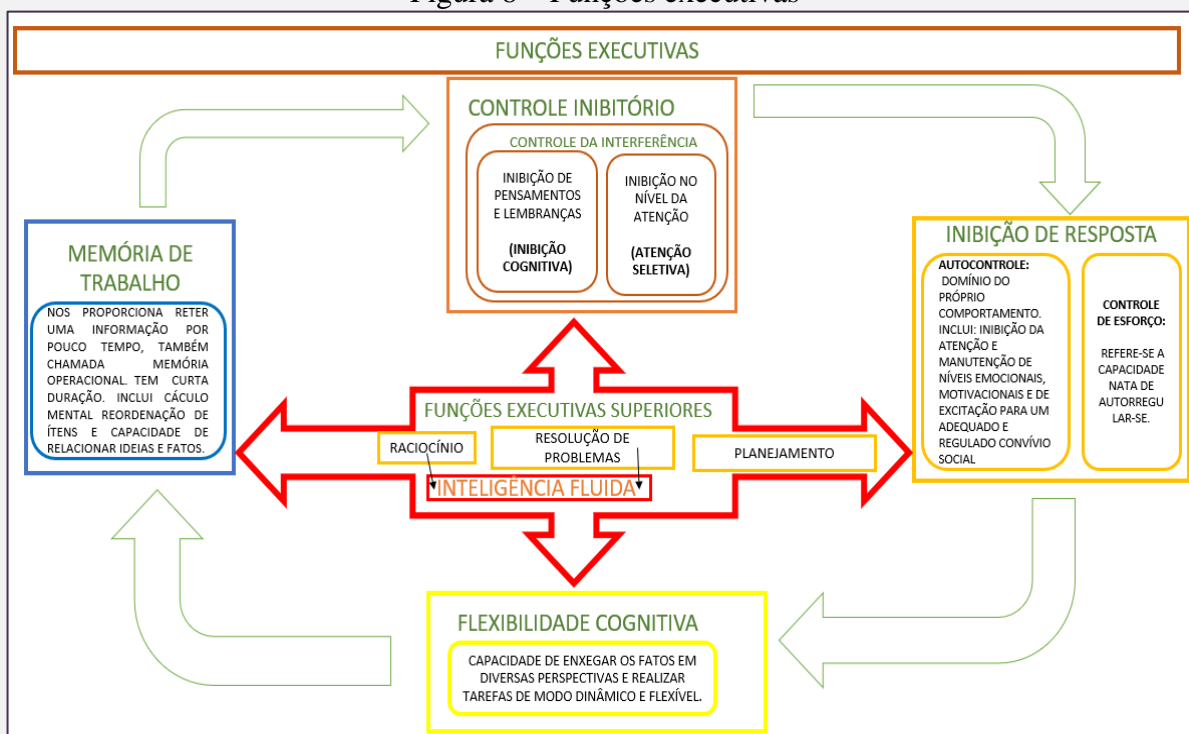 Figura 8 – Funções executivas
FUNÇÕES EXECUTIVAS
CONTROLE INIBITÓRIO
CONTROLE DA INTERFERÊNCIA
INIBIÇÃO DE
PENSAMENTOS
E LEMBRANÇAS
(INIBIÇÃO
COGNITIVA)
INIBIÇÃO NO
NÍVEL DA
ATENÇÃO
(ATENÇÃO
SELETIVA)
MEMÓRIA DE
TRABALHO
NOS PROPORCIONA RETER
UMA INFORMAÇÃO POR
POUCO TEMPO, TAMBÉM
CHAMADA MEMÓRIA
OPERACIONAL. TEM CURTA
DURAÇÃO. INCLUI CÁCULO
MENTAL REORDENAÇÃO DE
ÍTENS E CAPACIDADE DE
RELACIONAR IDEIAS E FATOS.
INIBIÇÃO DE RESPOSTA
AUTOCONTROLE:
DOMÍNIO DO
PRÓPRIO
COMPORTAMENTO.
INCLUI: INIBIÇÃO DA
ATENÇÃO E
MANUTENÇÃO DE
NÍVEIS EMOCIONAIS,
MOTIVACIONAIS E DE
EXCITAÇÃO PARA UM
ADEQUADO E
REGULADO CONVÍVIO
SOCIAL
CONTROLE
DE ESFORÇO:
REFERE-SE A
CAPACIDADE
NATA DE
AUTORREGU
LAR-SE.
FUNÇÕES EXECUTIVAS SUPERIORES
RACIOCÍNIO
RESOLUÇÃO DE
PROBLEMAS
PLANEJAMENTO
INTELIGÊNCIA FLUIDA
FLEXIBILIDADE COGNITIVA
CAPACIDADE DE ENXEGAR OS FATOS EM
DIVERSAS PERSPECTIVAS E REALIZAR
TAREFAS DE MODO DINÂMICO E FLEXÍVEL.